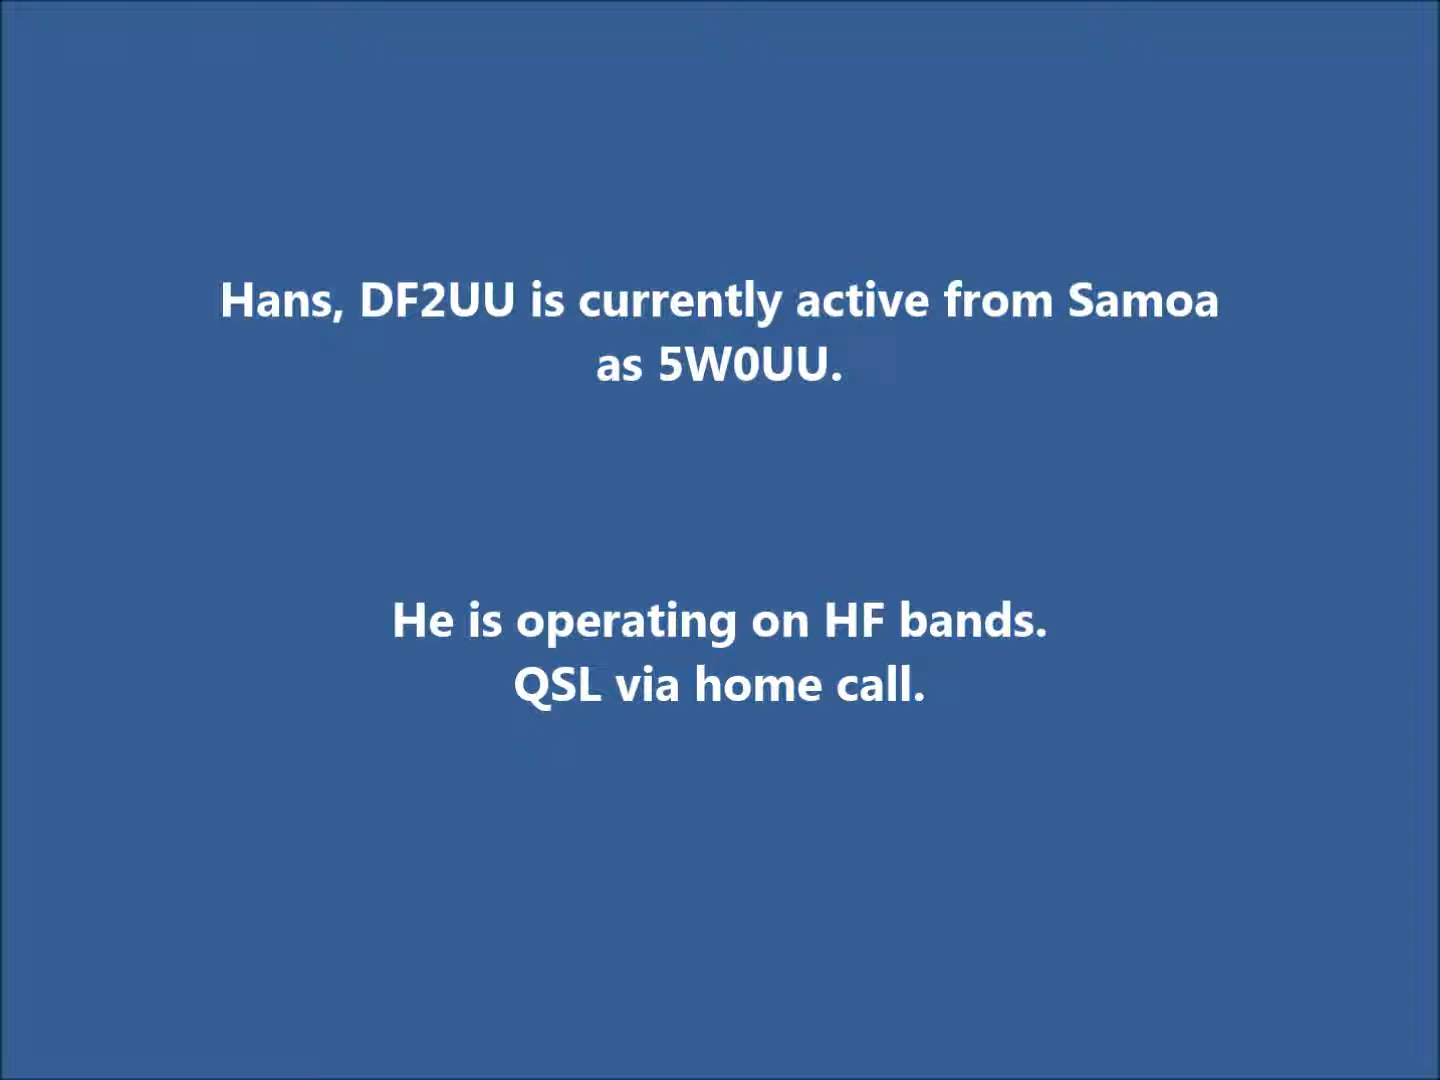 Hans, DF2UU is currently active from Samoa
as 5W0UU.
He is operating on HF bands.
QSL via home call.